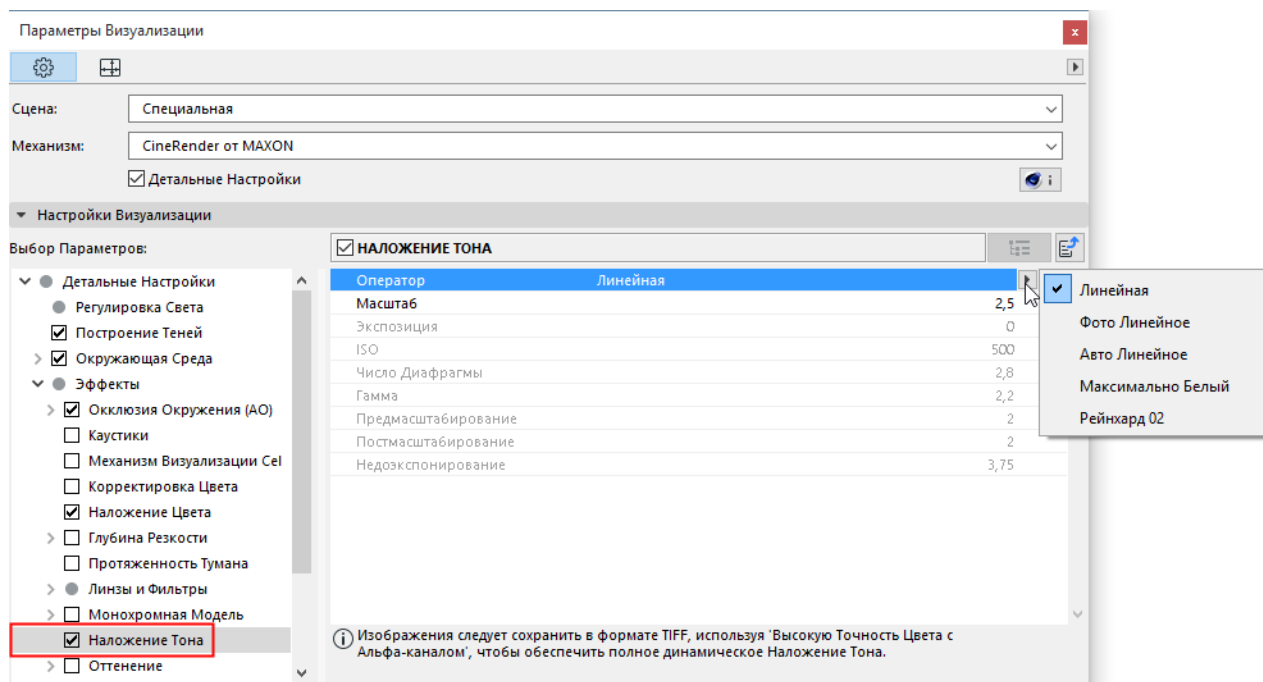 Параметры Визуализации
x
Сцена: Специальная
Механизм: CineRender от MAXON
Детальные Настройки
i
Настройки Визуализации
Выбор Параметров:
НАЛОЖЕНИЕ ТОНА
Детальные Настройки
Регулировка Света
Построение Теней
Окружающая Среда
Эффекты
Окклюзия Окружения (АО)
Каустики
Механизм Визуализации Cel
Корректировка Цвета
Наложение Цвета
Глубина Резкости
Протяженность Тумана
Линзы и Фильтры
Монохромная Модель
Наложение Тона
Оттенение
Оператор Линейная
Масштаб 2,5
Экспозиция 0
ISO 500
Число Диафрагмы 2,8
Гамма 2,2
Предмасштабирование 2
Постмасштабирование 2
Недоэкспонирование 3,75
Линейная
Фото Линейное
Авто Линейное
Максимально Белый
Рейнхард 02
i Изображения следует сохранить в формате TIFF, используя 'Высокую Точность Цвета с
Альфа-каналом', чтобы обеспечить полное динамическое Наложение Тона.